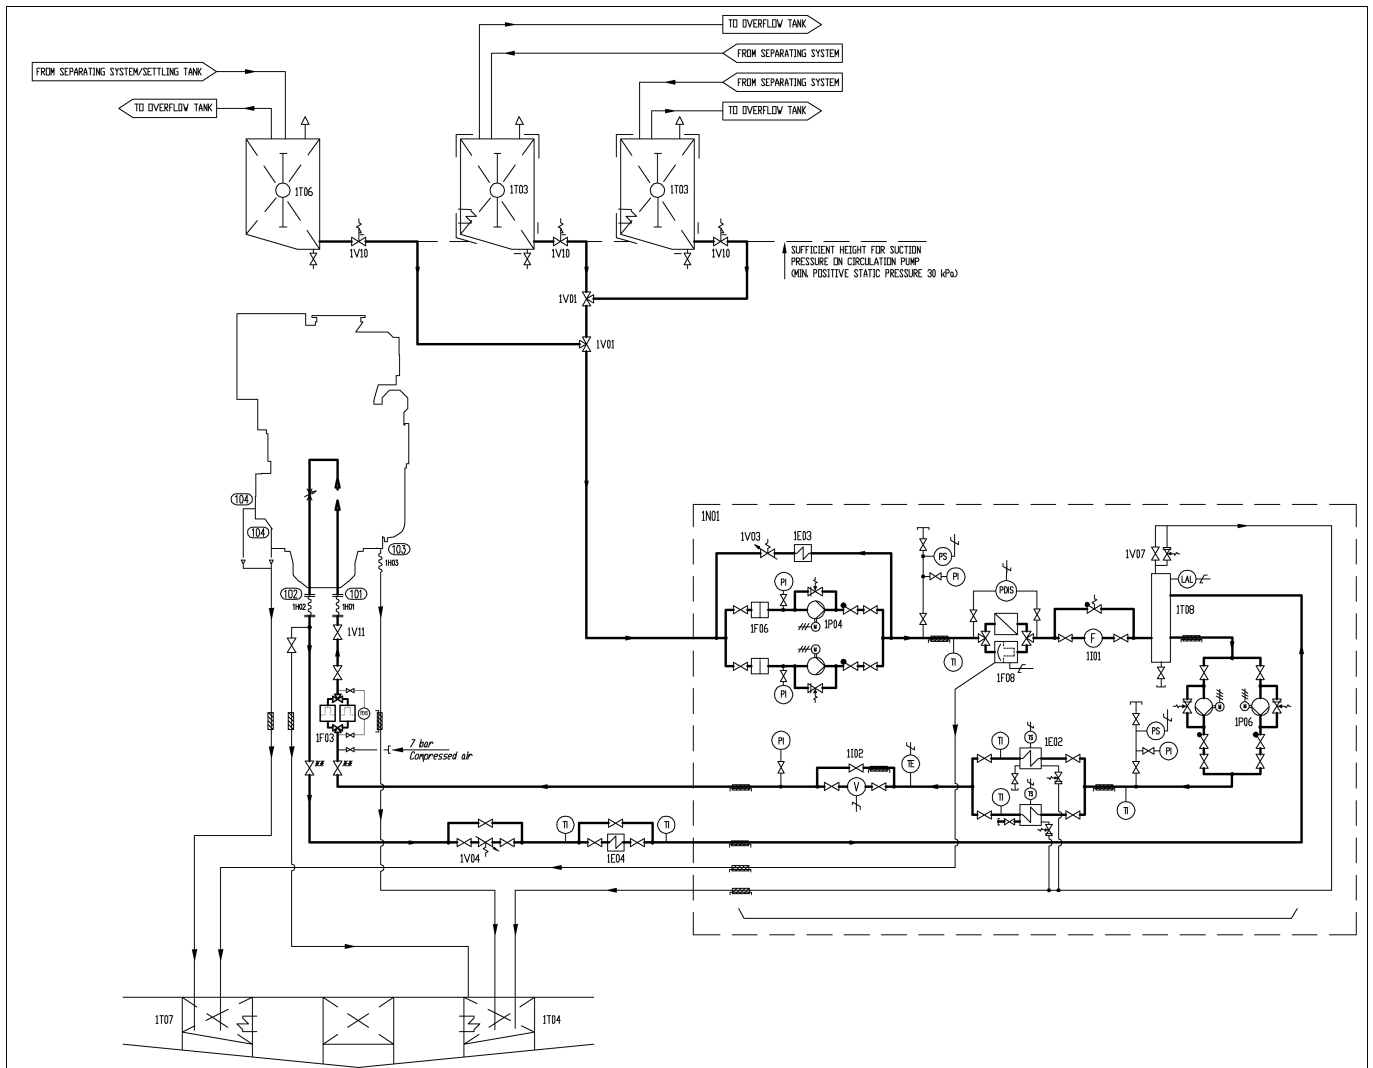 TO OVERFLOW TANK
FROM SEPARATING SYSTEM
FROM SEPARATING SYSTEM/SETTLING TANK
FROM SEPARATING SYSTEM
TO OVERFLOW TANK
TO OVERFLOW TANK
1T06
1T03
1T03
1V10
1V10
1V10
SUFFICIENT HEIGHT FOR SUCTION
PRESSURE ON CIRCULATION PUMP
(MIN. POSITIVE STATIC PRESSURE 30 kPa)
1V01
1V01
104
104
103
1H03
102
101
1H02
1H01
1V11
1F03
PDIS
7 bar
Compressed air
1N01
1V03
1E03
PI
1F06
1P04
M
M
PI
PS
PI
TI
PDIS
1F08
F
1I01
1V07
LAL
1T08
M
M
1P06
PS
PI
TI
PI
1I02
V
TE
TI
TS
1E02
TI
TS
1V04
TI
1E04
TI
1T07
1T04